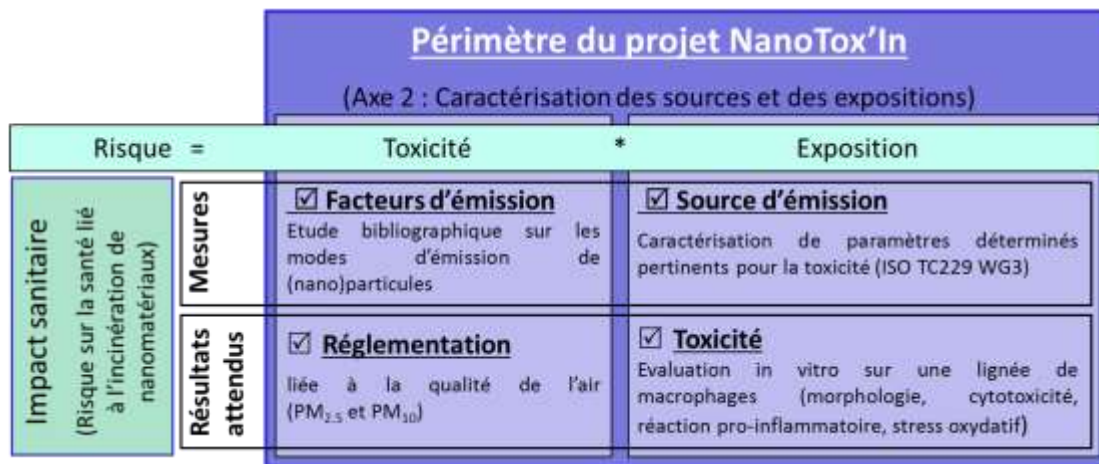 Périmètre du projet NanoTox’In
(Axe 2 : Caractérisation des sources et des expositions)
Risque =
Toxicité
*
Exposition
Impact sanitaire
(Risque sur la santé lié
à l’incinération de
nanomatériaux)
Mesures
☑ Facteurs d’émission
Etude bibliographique sur les
modes d’émission de
(nano)particules
☑ Source d’émission
Caractérisation de paramètres déterminés
pertinents pour la toxicité (ISO TC229 WG3)
Résultats
attendus
☑ Réglementation
liée à la qualité de l’air
(PM2.5 et PM10)
☑ Toxicité
Evaluation in vitro sur une lignée de
macrophages (morphologie, cytotoxicité,
réaction pro-inflammatoire, stress oxydatif)